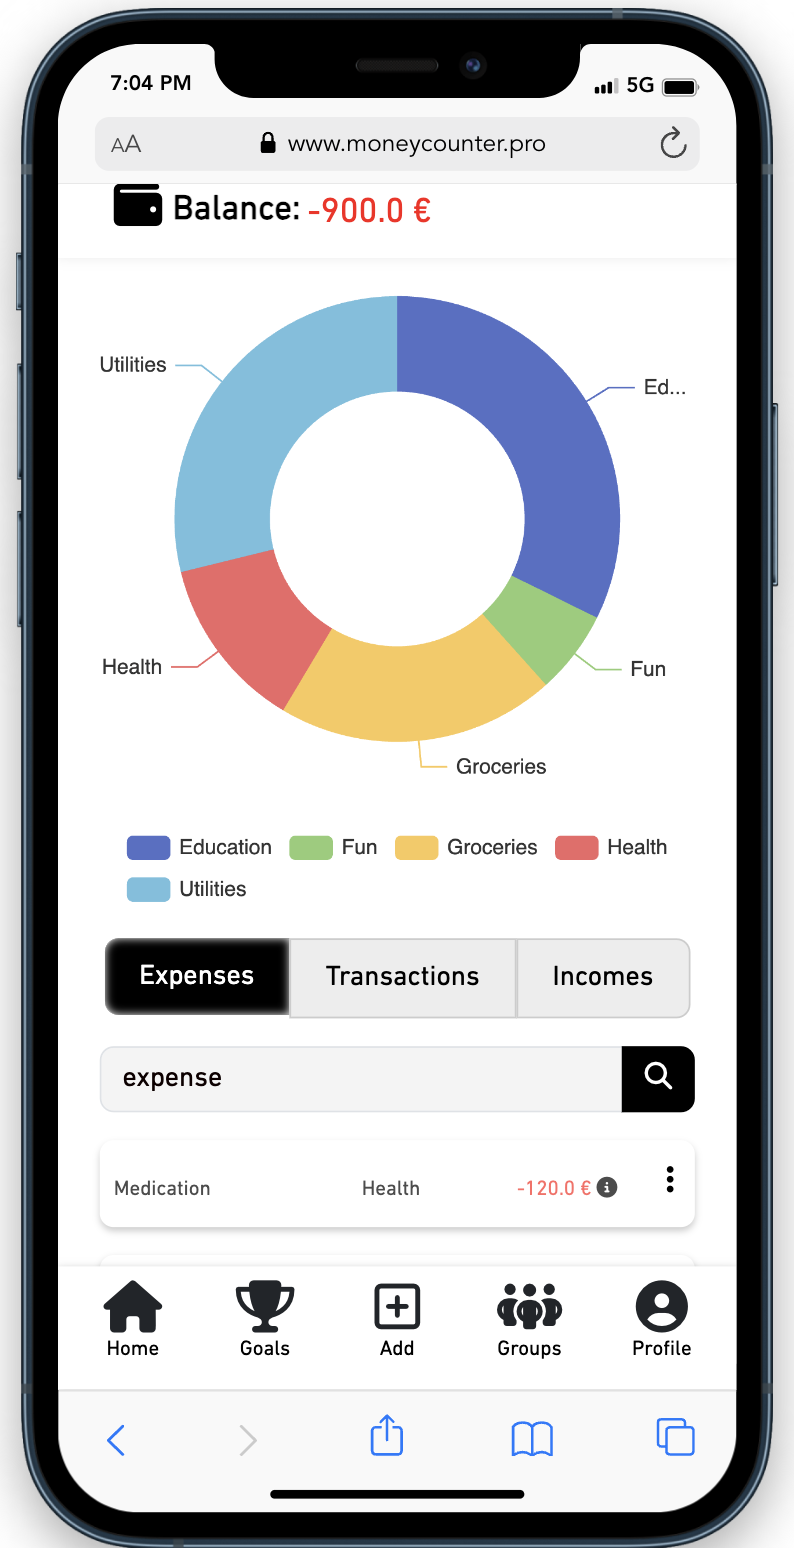 7:04 PM 5G
AA www.moneycounter.pro
Balance: -900.0 €
Utilities
Ed...
Health
Fun
Groceries
Education Fun Groceries Health
Utilities
Expenses Transactions Incomes
expense
Medication Health -120.0 €
Home Goals Add Groups Profile